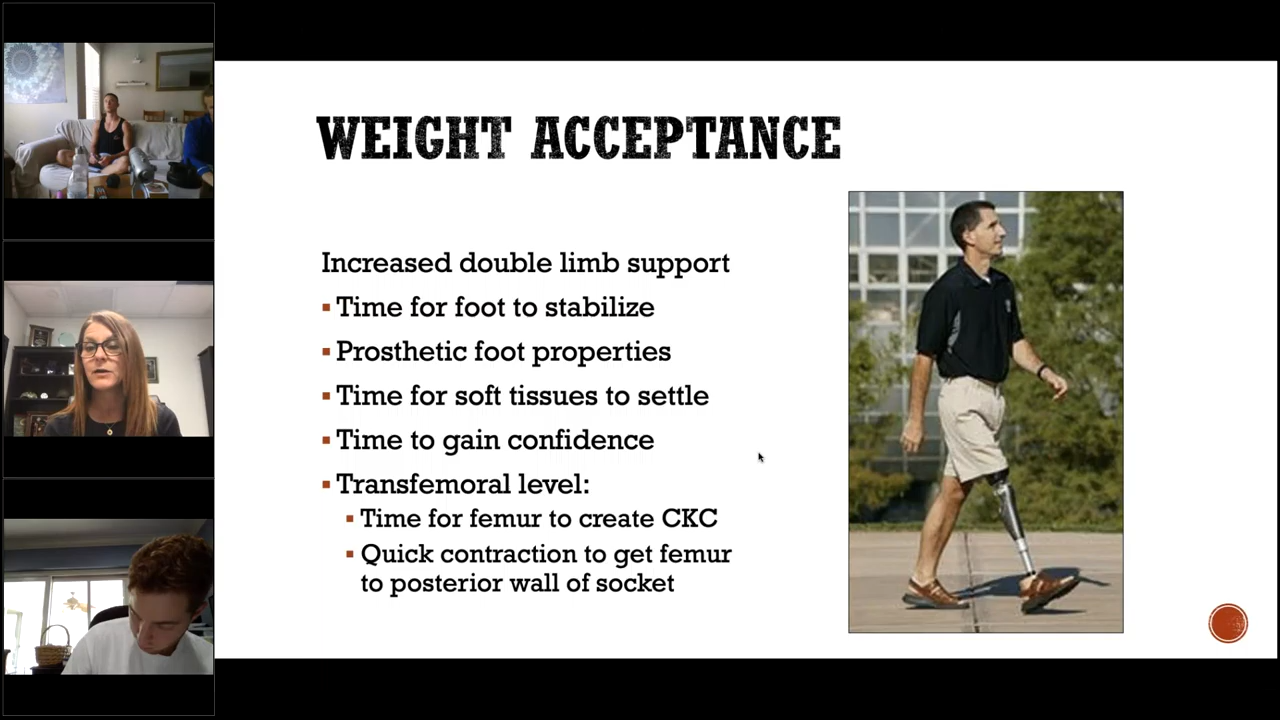 WEIGHT ACCEPTANCE
Increased double limb support
▪ Time for foot to stabilize
▪ Prosthetic foot properties
▪ Time for soft tissues to settle
▪ Time to gain confidence
▪ Transfemoral level:
▪ Time for femur to create CKC
▪ Quick contraction to get femur
to posterior wall of socket